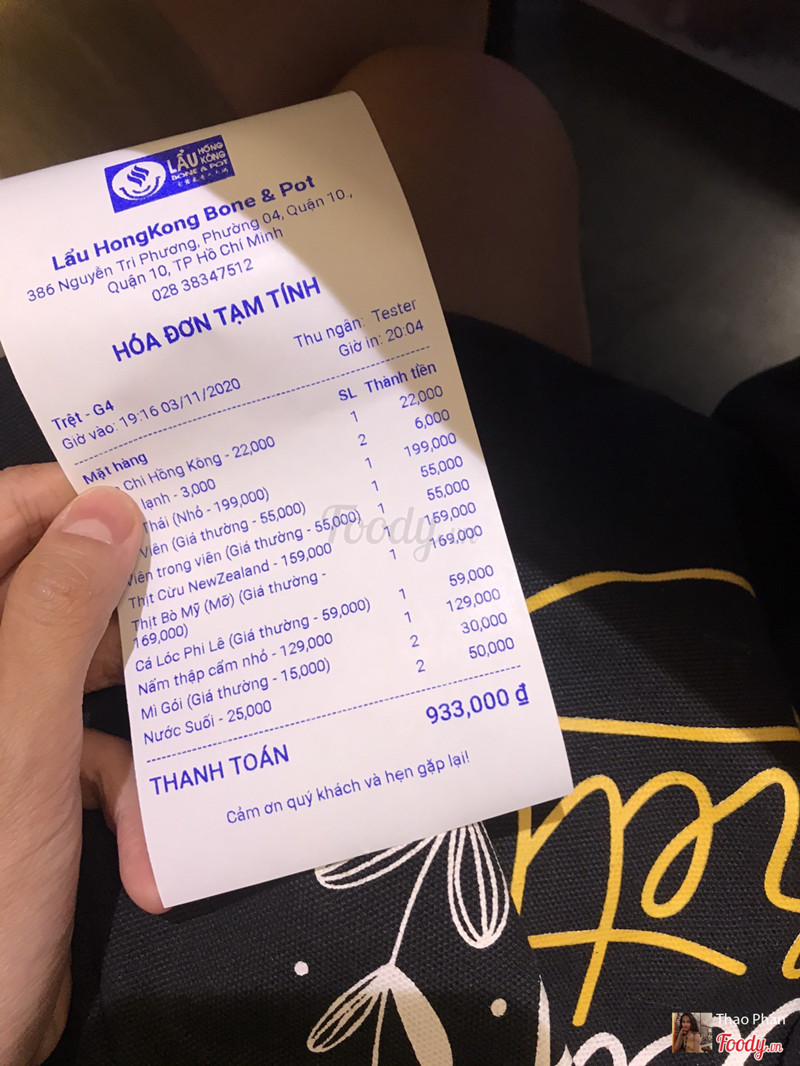 LẨU HỒNG KÔNG
BONE & POT
Lẩu HongKong Bone & Pot
386 Nguyễn Tri Phương, Phường 04, Quận 10.,
Quận 10, TP Hồ Chí Minh
028 38347512
HÓA ĐƠN TẠM TÍNH
Thu ngân: Tester
Trệt - G4
Giờ vào: 19:16 03/11/2020 Giờ in: 20:04
Mặt hàng SL Thành tiền
Chi Hồng Kông - 22,000 1 22,000
lạnh - 3,000 2 6,000
Thái (Nhỏ - 199,000) 1 199,000
Viên (Giá thường - 55,000) 1 55,000
Viên trong viên (Giá thường - 55,000) 1 55,000
Thịt Cừu NewZealand - 159,000 1 159,000
Thịt Bò Mỹ (Mỡ) (Giá thường - 1 169,000
169,000)
Cá Lóc Phi Lê (Giá thường - 59,000) 1 59,000
Nấm thập cẩm nhỏ - 129,000 1 129,000
Mì Gói (Giá thường - 15,000) 2 30,000
Nước Suối - 25,000 2 50,000
THANH TOÁN 933,000 ₫
Cảm ơn quý khách và hẹn gặp lại!
Foody.vn
Thao Phan
Foody.vn